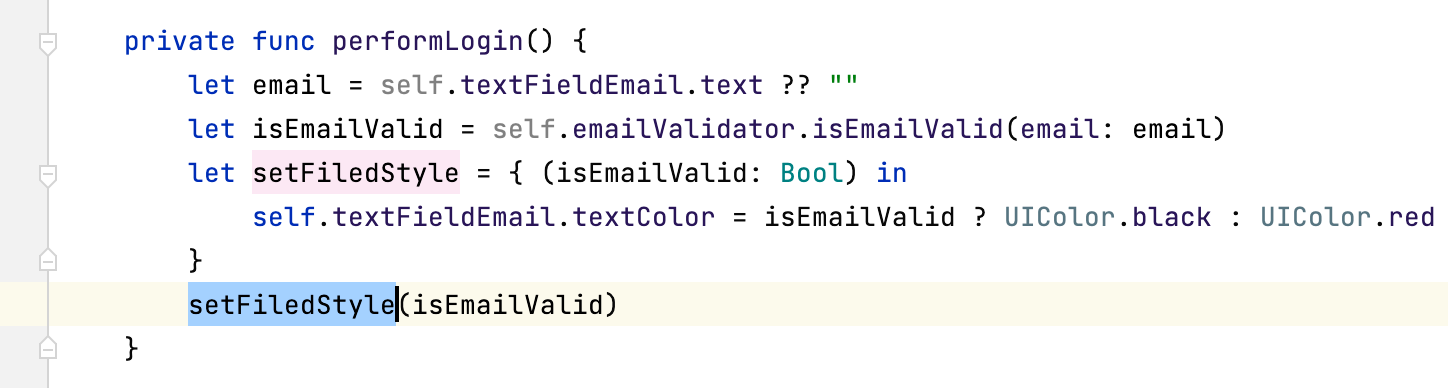 private func performLogin() {
let email = self.textFieldEmail.text ?? ""
let isEmailValid = self.emailValidator.isEmailValid(email: email)
let setFiledStyle = { (isEmailValid: Bool) in
self.textFieldEmail.textColor = isEmailValid ? UIColor.black : UIColor.red
}
setFiledStyle(isEmailValid)
}